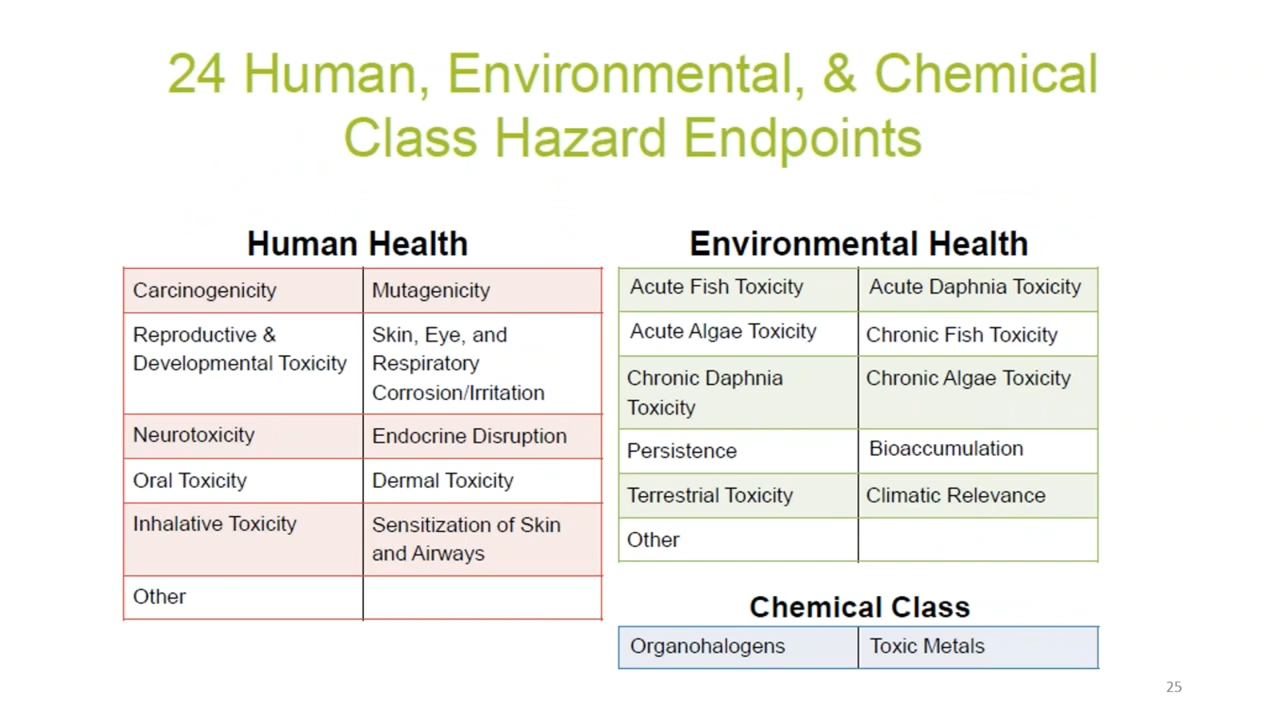 24 Human, Environmental, & Chemical
Class Hazard Endpoints
Human Health
Carcinogenicity
Mutagenicity
Reproductive &
Developmental Toxicity
Skin, Eye, and
Respiratory
Corrosion/Irritation
Neurotoxicity
Endocrine Disruption
Oral Toxicity
Dermal Toxicity
Inhalative Toxicity
Sensitization of Skin
and Airways
Other
Environmental Health
Acute Fish Toxicity
Acute Daphnia Toxicity
Acute Algae Toxicity
Chronic Fish Toxicity
Chronic Daphnia
Toxicity
Chronic Algae Toxicity
Persistence
Bioaccumulation
Terrestrial Toxicity
Climatic Relevance
Other
Chemical Class
Organohalogens
Toxic Metals
25